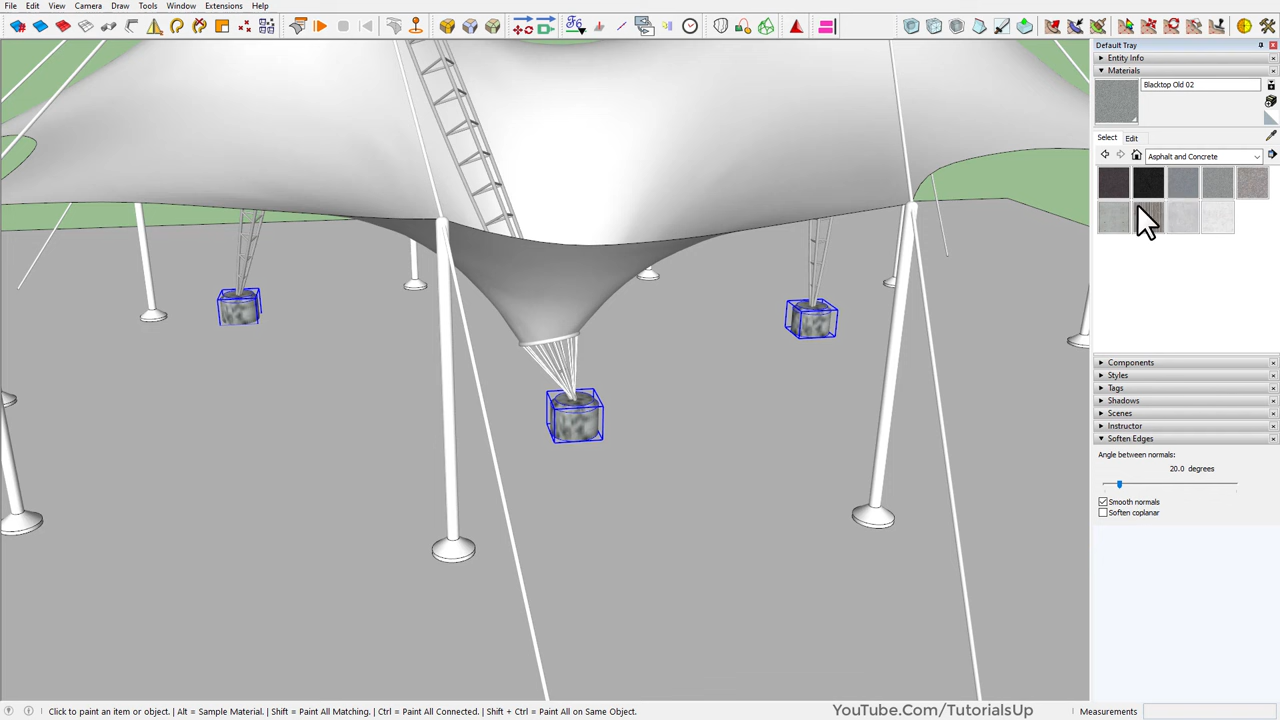 File Edit View Camera Draw Tools Window Extensions Help
Default Tray
Entity Info
Materials
Blacktop Old 02
Select Edit
Asphalt and Concrete
Components
Styles
Tags
Shadows
Scenes
Instructor
Soften Edges
Angle between normals:
20.0 degrees
Smooth normals
Soften coplanar
Click to paint an item or object. | Alt = Sample Material. | Shift = Paint All Matching. | Ctrl = Paint All Connected. | Shift + Ctrl = Paint All on Same Object.
YouTube.Com/TutorialsUp
Measurements